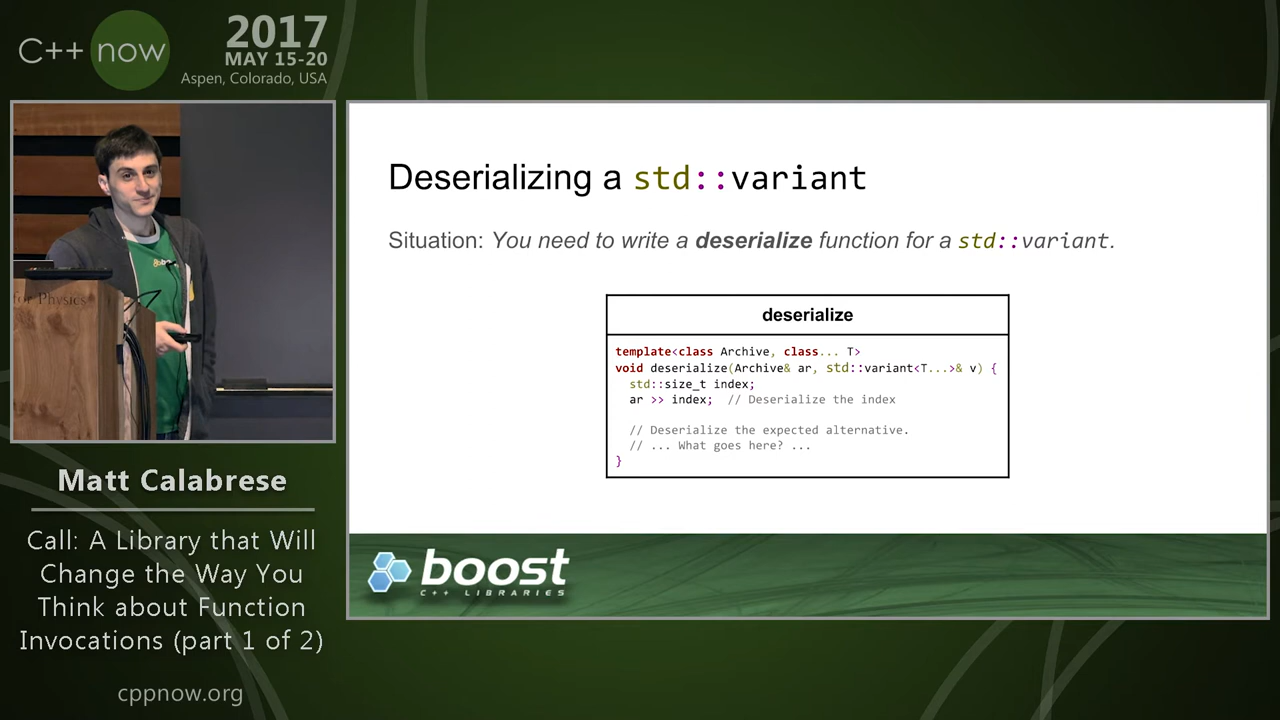 C++ now
2017
MAY 15-20
Aspen, Colorado, USA
for Physics
boost
Matt Calabrese
Call: A Library that Will
Change the Way You
Think about Function
Invocations (part 1 of 2)
cppnow.org
Deserializing a std::variant
Situation: You need to write a deserialize function for a std::variant.
deserialize
template<class Archive, class... T>
void deserialize(Archive& ar, std::variant<T...>& v) {
std::size_t index;
ar >> index; // Deserialize the index
// Deserialize the expected alternative.
// ... What goes here? ...
}
boost
C++ LIBRARIES